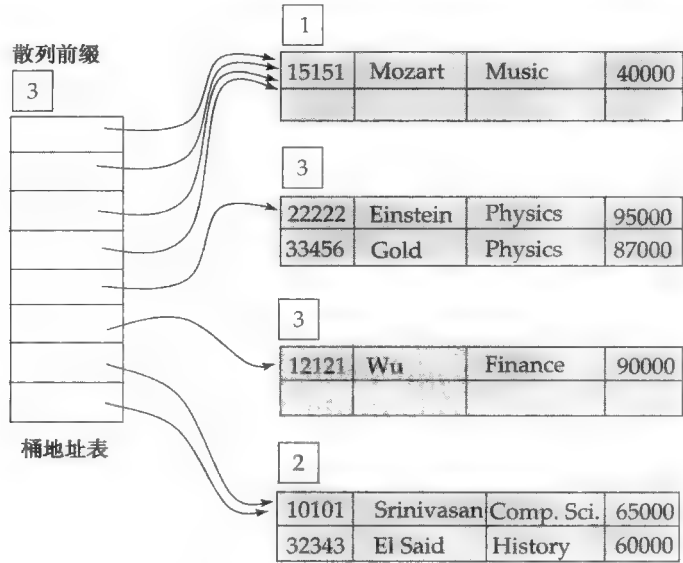 散列前缀
3
桶地址表
1
15151 Mozart Music 40000
3
22222 Einstein Physics 95000
33456 Gold Physics 87000
3
12121 Wu Finance 90000
2
10101 Srinivasan Comp. Sci. 65000
32343 El Said History 60000